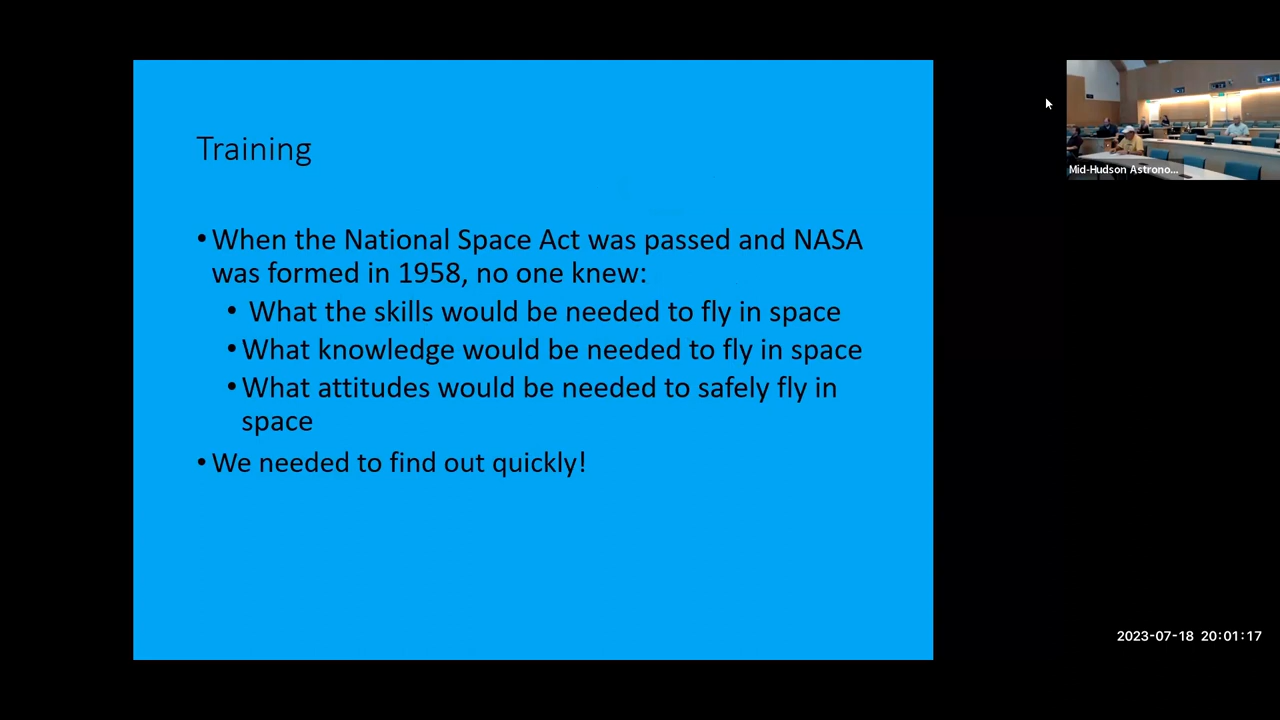 Training
• When the National Space Act was passed and NASA
was formed in 1958, no one knew:
• What the skills would be needed to fly in space
• What knowledge would be needed to fly in space
• What attitudes would be needed to safely fly in
space
• We needed to find out quickly!
Mid-Hudson Astrono...
2023-07-18 20:01:17